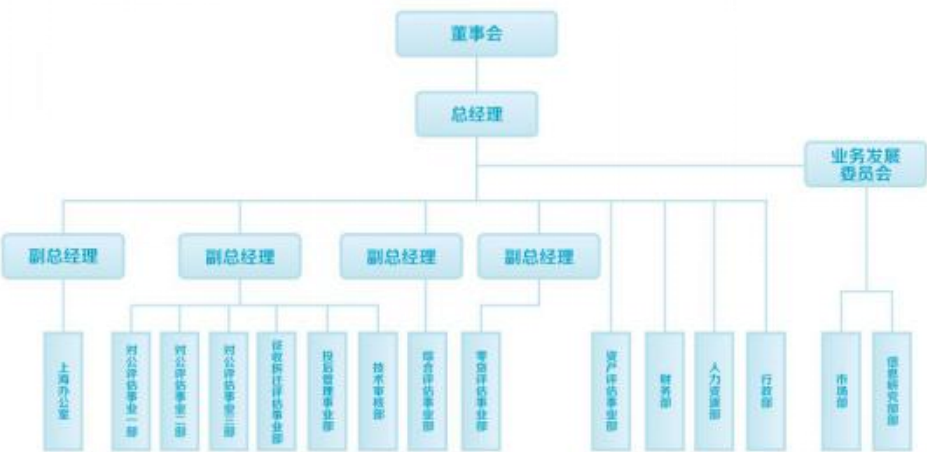 董事会
总经理
业务发展
委员会
副总经理
副总经理
副总经理
副总经理
上海办公室
对公评估事业一部
对公评估事业二部
对公评估事业三部
征收拆迁评估事业部
投后管理事业部
技术审核部
综合评估事业部
零贷评估事业部
资产评估事业部
财务部
人力资源部
行政部
市场部
信息研究部部